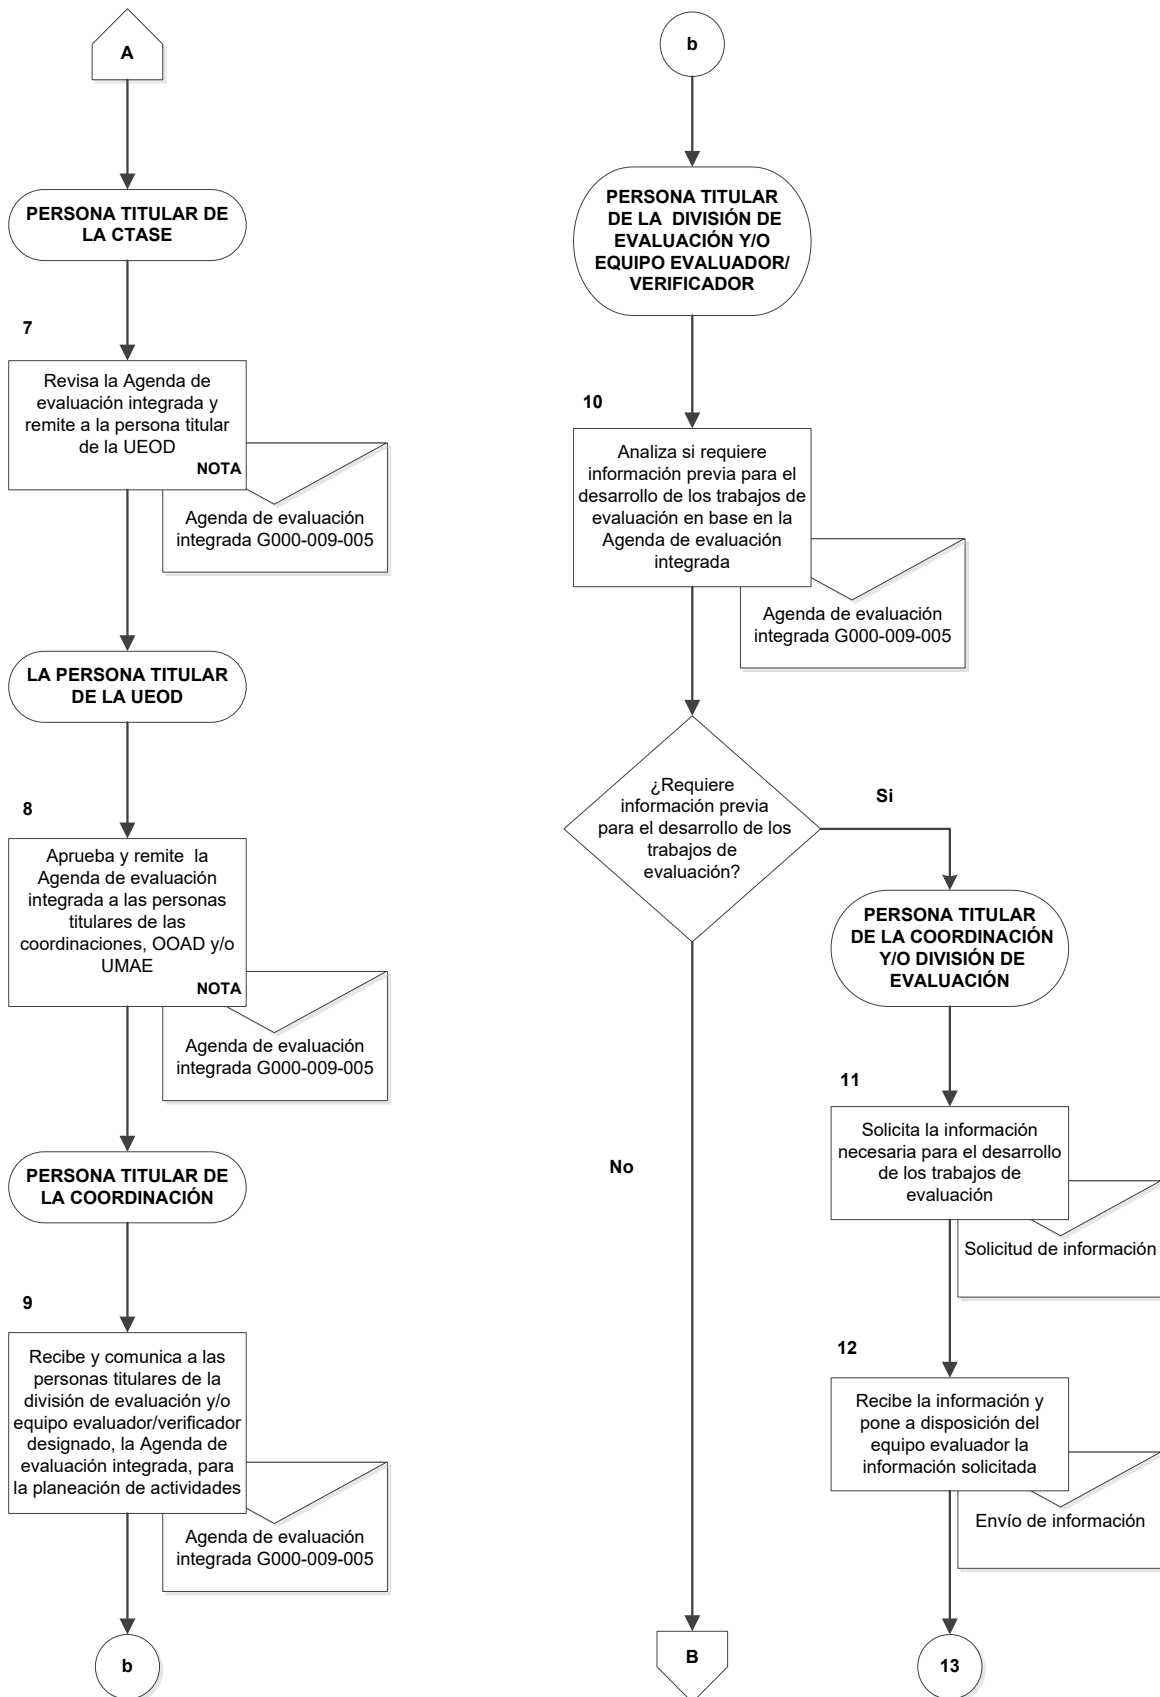 A
PERSONA TITULAR DE
LA CTASE
7
Revisa la Agenda de
evaluación integrada y
remite a la persona titular
de la UEOD
NOTA
Agenda de evaluación
integrada G000-009-005
LA PERSONA TITULAR
DE LA UEOD
8
Aprueba y remite la
Agenda de evaluación
integrada a las personas
titulares de las
coordinaciones, OOAD y/o
UMAE
NOTA
Agenda de evaluación
integrada G000-009-005
PERSONA TITULAR DE
LA COORDINACIÓN
9
Recibe y comunica a las
personas titulares de la
división de evaluación y/o
equipo evaluador/verificador
designado, la Agenda de
evaluación integrada, para
la planeación de actividades
Agenda de evaluación
integrada G000-009-005
b
b
PERSONA TITULAR
DE LA DIVISIÓN DE
EVALUACIÓN Y/O
EQUIPO EVALUADOR/
VERIFICADOR
10
Analiza si requiere
información previa para el
desarrollo de los trabajos de
evaluación en base en la
Agenda de evaluación
integrada
Agenda de evaluación
integrada G000-009-005
¿Requiere
información previa
para el desarrollo de los
trabajos de
evaluación?
Si
No
PERSONA TITULAR
DE LA COORDINACIÓN
Y/O DIVISIÓN DE
EVALUACIÓN
11
Solicita la información
necesaria para el desarrollo
de los trabajos de
evaluación
Solicitud de información
12
Recibe la información y
pone a disposición del
equipo evaluador la
información solicitada
Envío de información
B
13